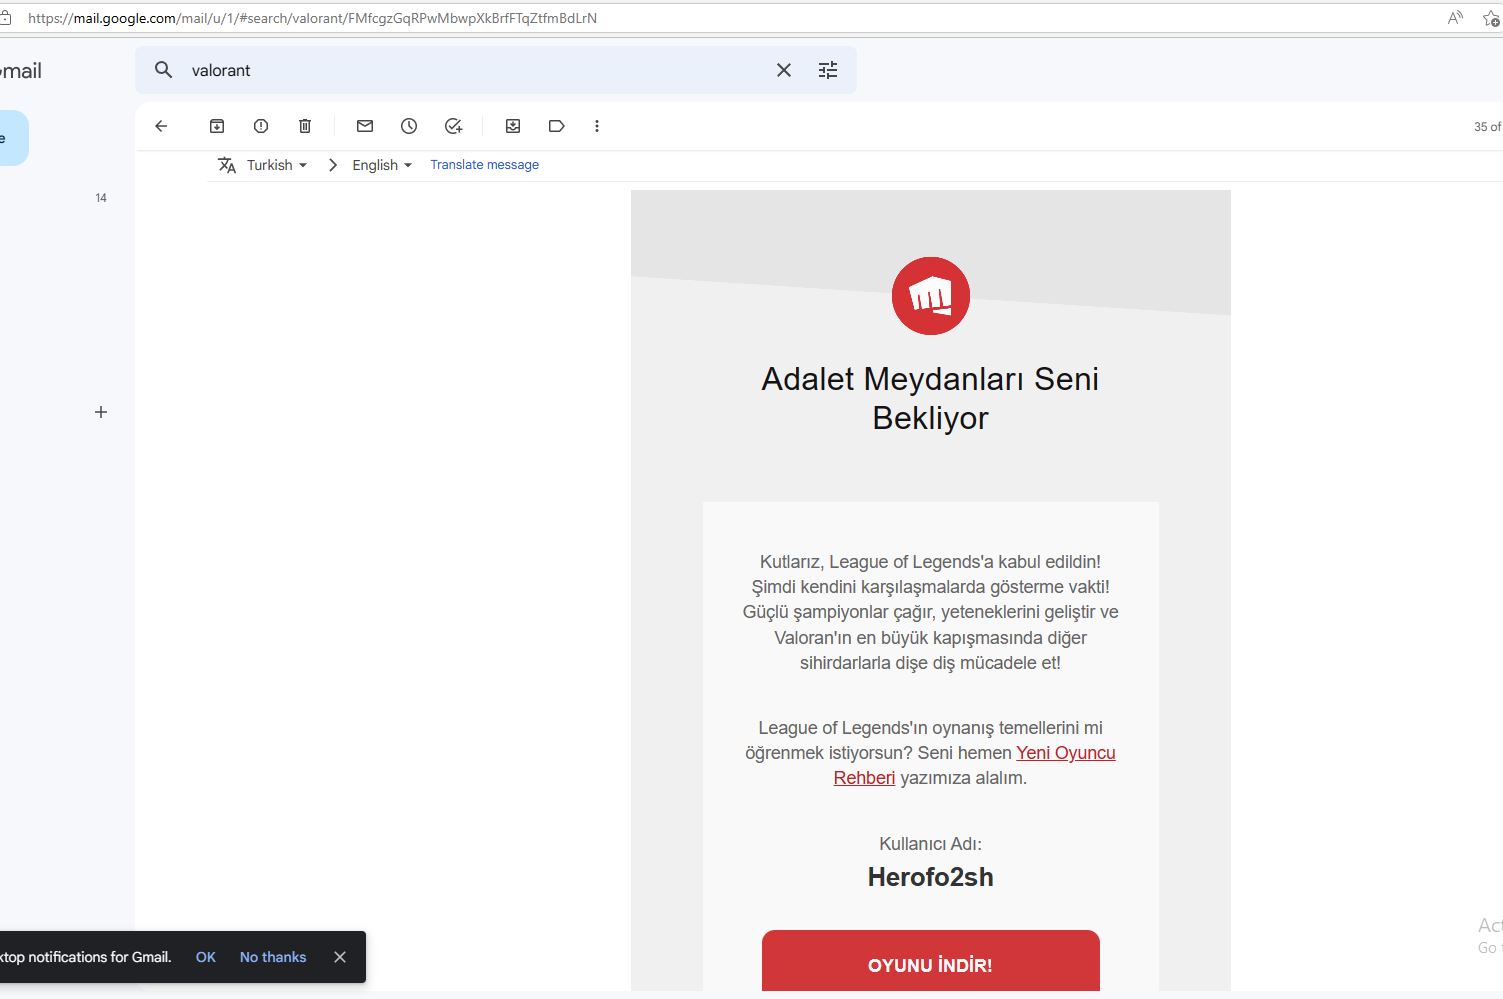 https://mail.google.com/mail/u/1/#search/valorant/FMfcgzGqRPwMbwpXkBrfFTqZtfmBdLrN
mail
valorant
e
35 of
Turkish
English
Translate message
14
Adalet Meydanları Seni
Bekliyor
Kutlarız, League of Legends'a kabul edildin!
Şimdi kendini karşılaşmalarda gösterme vakti!
Güçlü şampiyonlar çağır, yeteneklerini geliştir ve
Valoran'ın en büyük kapışmasında diğer
sihirdarlarla dişe diş mücadele et!
League of Legends'ın oynanış temellerini mi
öğrenmek istiyorsun? Seni hemen Yeni Oyuncu
Rehberi yazımıza alalım.
Kullanıcı Adı:
Herofo2sh
OYUNU İNDİR!
ktop notifications for Gmail.
OK
No thanks
Act
Go